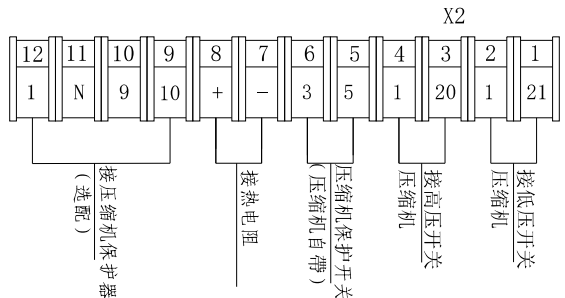 X2
12 11 10 9 8 7 6 5 4 3 2 1
1 N 9 10 + - 3 5 1 20 1 21
接压缩机保护器
（选配）
接热电阻
压缩机保护开关
（压缩机自带）
接高压开关
压缩机
接低压开关
压缩机